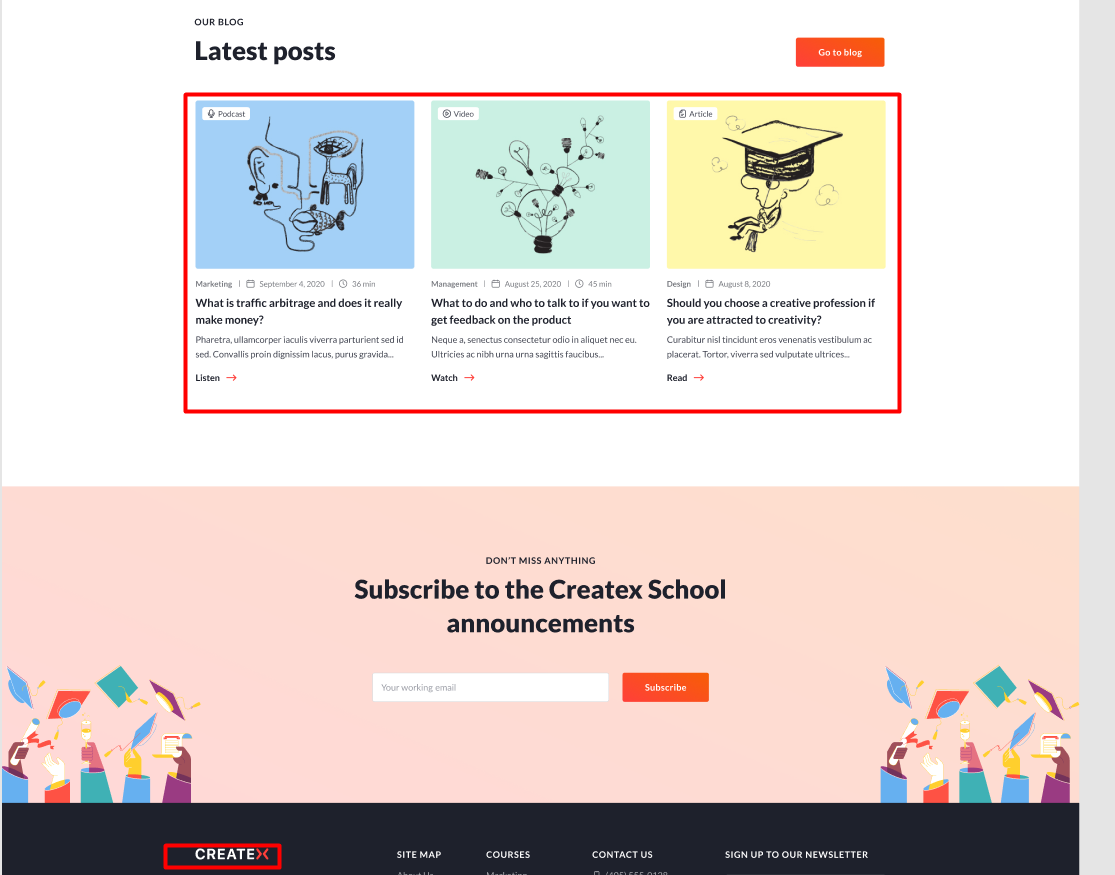 OUR BLOG
Latest posts
Go to blog
Podcast
Video
Article
Marketing | September 4, 2020 | 36 min
What is traffic arbitrage and does it really
make money?
Pharetra, ullamcorper iaculis viverra parturient sed id
sed. Convallis proin dignissim lacus, purus gravida...
Listen →
Management | August 25, 2020 | 45 min
What to do and who to talk to if you want to
get feedback on the product
Neque a, senectus consectetur odio in aliquet nec eu.
Ultricies ac nibh urna urna sagittis faucibus...
Watch →
Design | August 8, 2020
Should you choose a creative profession if
you are attracted to creativity?
Curabitur nisl tincidunt eros venenatis vestibulum ac
placerat. Tortor, viverra sed vulputate ultrices...
Read →
DON'T MISS ANYTHING
Subscribe to the Createx School
announcements
Your working email
Subscribe
CREATEX
SITE MAP
About Us
COURSES
Marketing
CONTACT US
(405) 555-0128
SIGN UP TO OUR NEWSLETTER